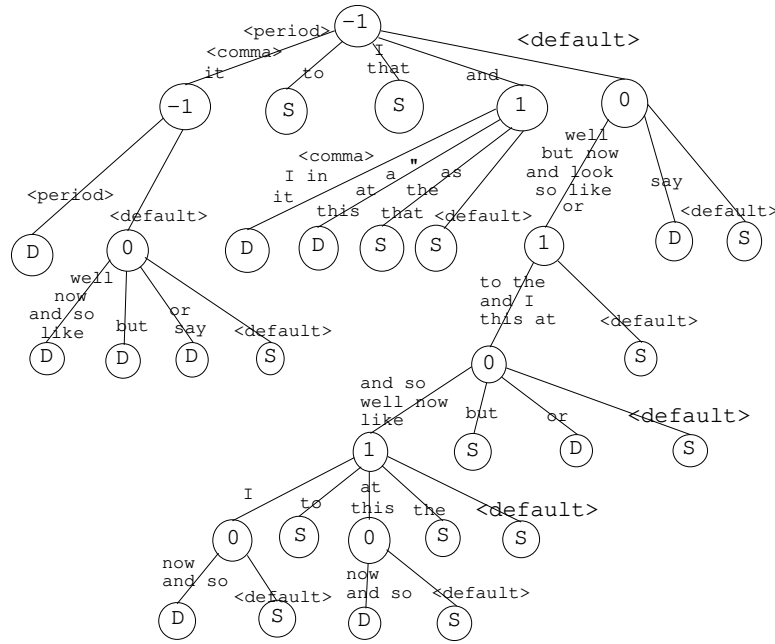 -1
<period>
<comma>
it
to
I
that
and
<default>
-1
S
S
1
0
<period>
<default>
<comma>
I in
it
a "
at
this
the
as
that
<default>
well
but now
and look
so like
or
say
<default>
D
0
D
D
S
S
1
D
S
well
now
and so
like
but
or
say
<default>
to the
and I
this at
<default>
D
D
D
S
0
S
and so
well now
like
but
or
<default>
1
S
D
S
I
to
at
this
the
<default>
0
S
0
S
S
now
and so
<default>
now
and so
<default>
D
S
D
S